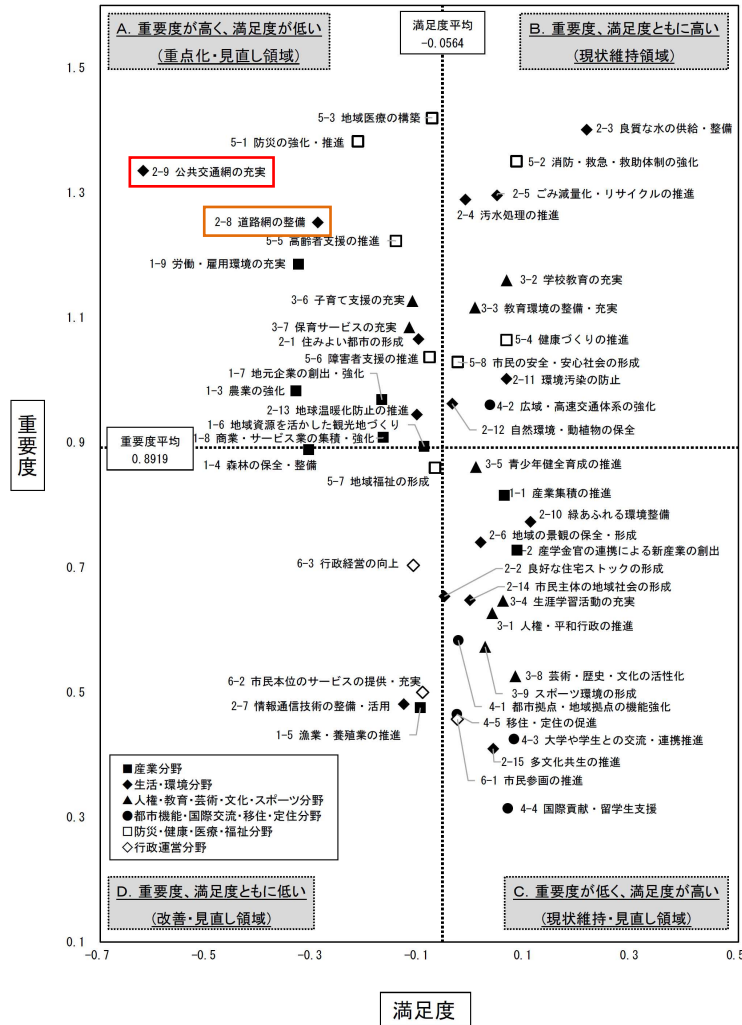 A. 重要度が高く、満足度が低い
(重点化・見直し領域)
満足度平均
-0.0564
B. 重要度、満足度ともに高い
(現状維持領域)
1.5
5-3 地域医療の構築
2-3 良質な水の供給・整備
5-1 防災の強化・推進
5-2 消防・救急・救助体制の強化
2-9 公共交通網の充実
1.3
2-5 ごみ減量化・リサイクルの推進
2-4 汚水処理の推進
2-8 道路網の整備
5-5 高齢者支援の推進
1-9 労働・雇用環境の充実
3-2 学校教育の充実
3-6 子育て支援の充実
3-3 教育環境の整備・充実
1.1
3-7 保育サービスの充実
2-1 住みよい都市の形成
5-4 健康づくりの推進
5-6 障害者支援の推進
5-8 市民の安全・安心社会の形成
1-7 地元企業の創出・強化
2-11 環境汚染の防止
1-3 農業の強化
2-13 地球温暖化防止の推進
4-2 広域・高速交通体系の強化
1-6 地域資源を活かした観光地づくり
2-12 自然環境・動植物の保全
1-8 商業・サービス業の集積・強化
重要度
0.9
重要度平均
0.8919
1-4 森林の保全・整備
3-5 青少年健全育成の推進
5-7 地域福祉の形成
1-1 産業集積の推進
2-10 緑あふれる環境整備
2-6 地域の景観の保全・形成
-2 産学金官の連携による新産業の創出
6-3 行政経営の向上
2-2 良好な住宅ストックの形成
0.7
2-14 市民主体の地域社会の形成
3-4 生涯学習活動の充実
3-1 人権・平和行政の推進
6-2 市民本位のサービスの提供・充実
3-8 芸術・歴史・文化の活性化
3-9 スポーツ環境の形成
0.5
2-7 情報通信技術の整備・活用
4-1 都市拠点・地域拠点の機能強化
4-5 移住・定住の促進
1-5 漁業・養殖業の推進
4-3 大学や学生との交流・連携推進
2-15 多文化共生の推進
6-1 市民参画の推進
4-4 国際貢献・留学生支援
0.3
■産業分野
◆生活・環境分野
▲人権・教育・芸術・文化・スポーツ分野
●都市機能・国際交流・移住・定住分野
□防災・健康・医療・福祉分野
◇行政運営分野
D. 重要度、満足度ともに低い
(改善・見直し領域)
C. 重要度が低く、満足度が高い
(現状維持・見直し領域)
0.1
-0.7
-0.5
-0.3
-0.1
0.1
0.3
0.5
満足度